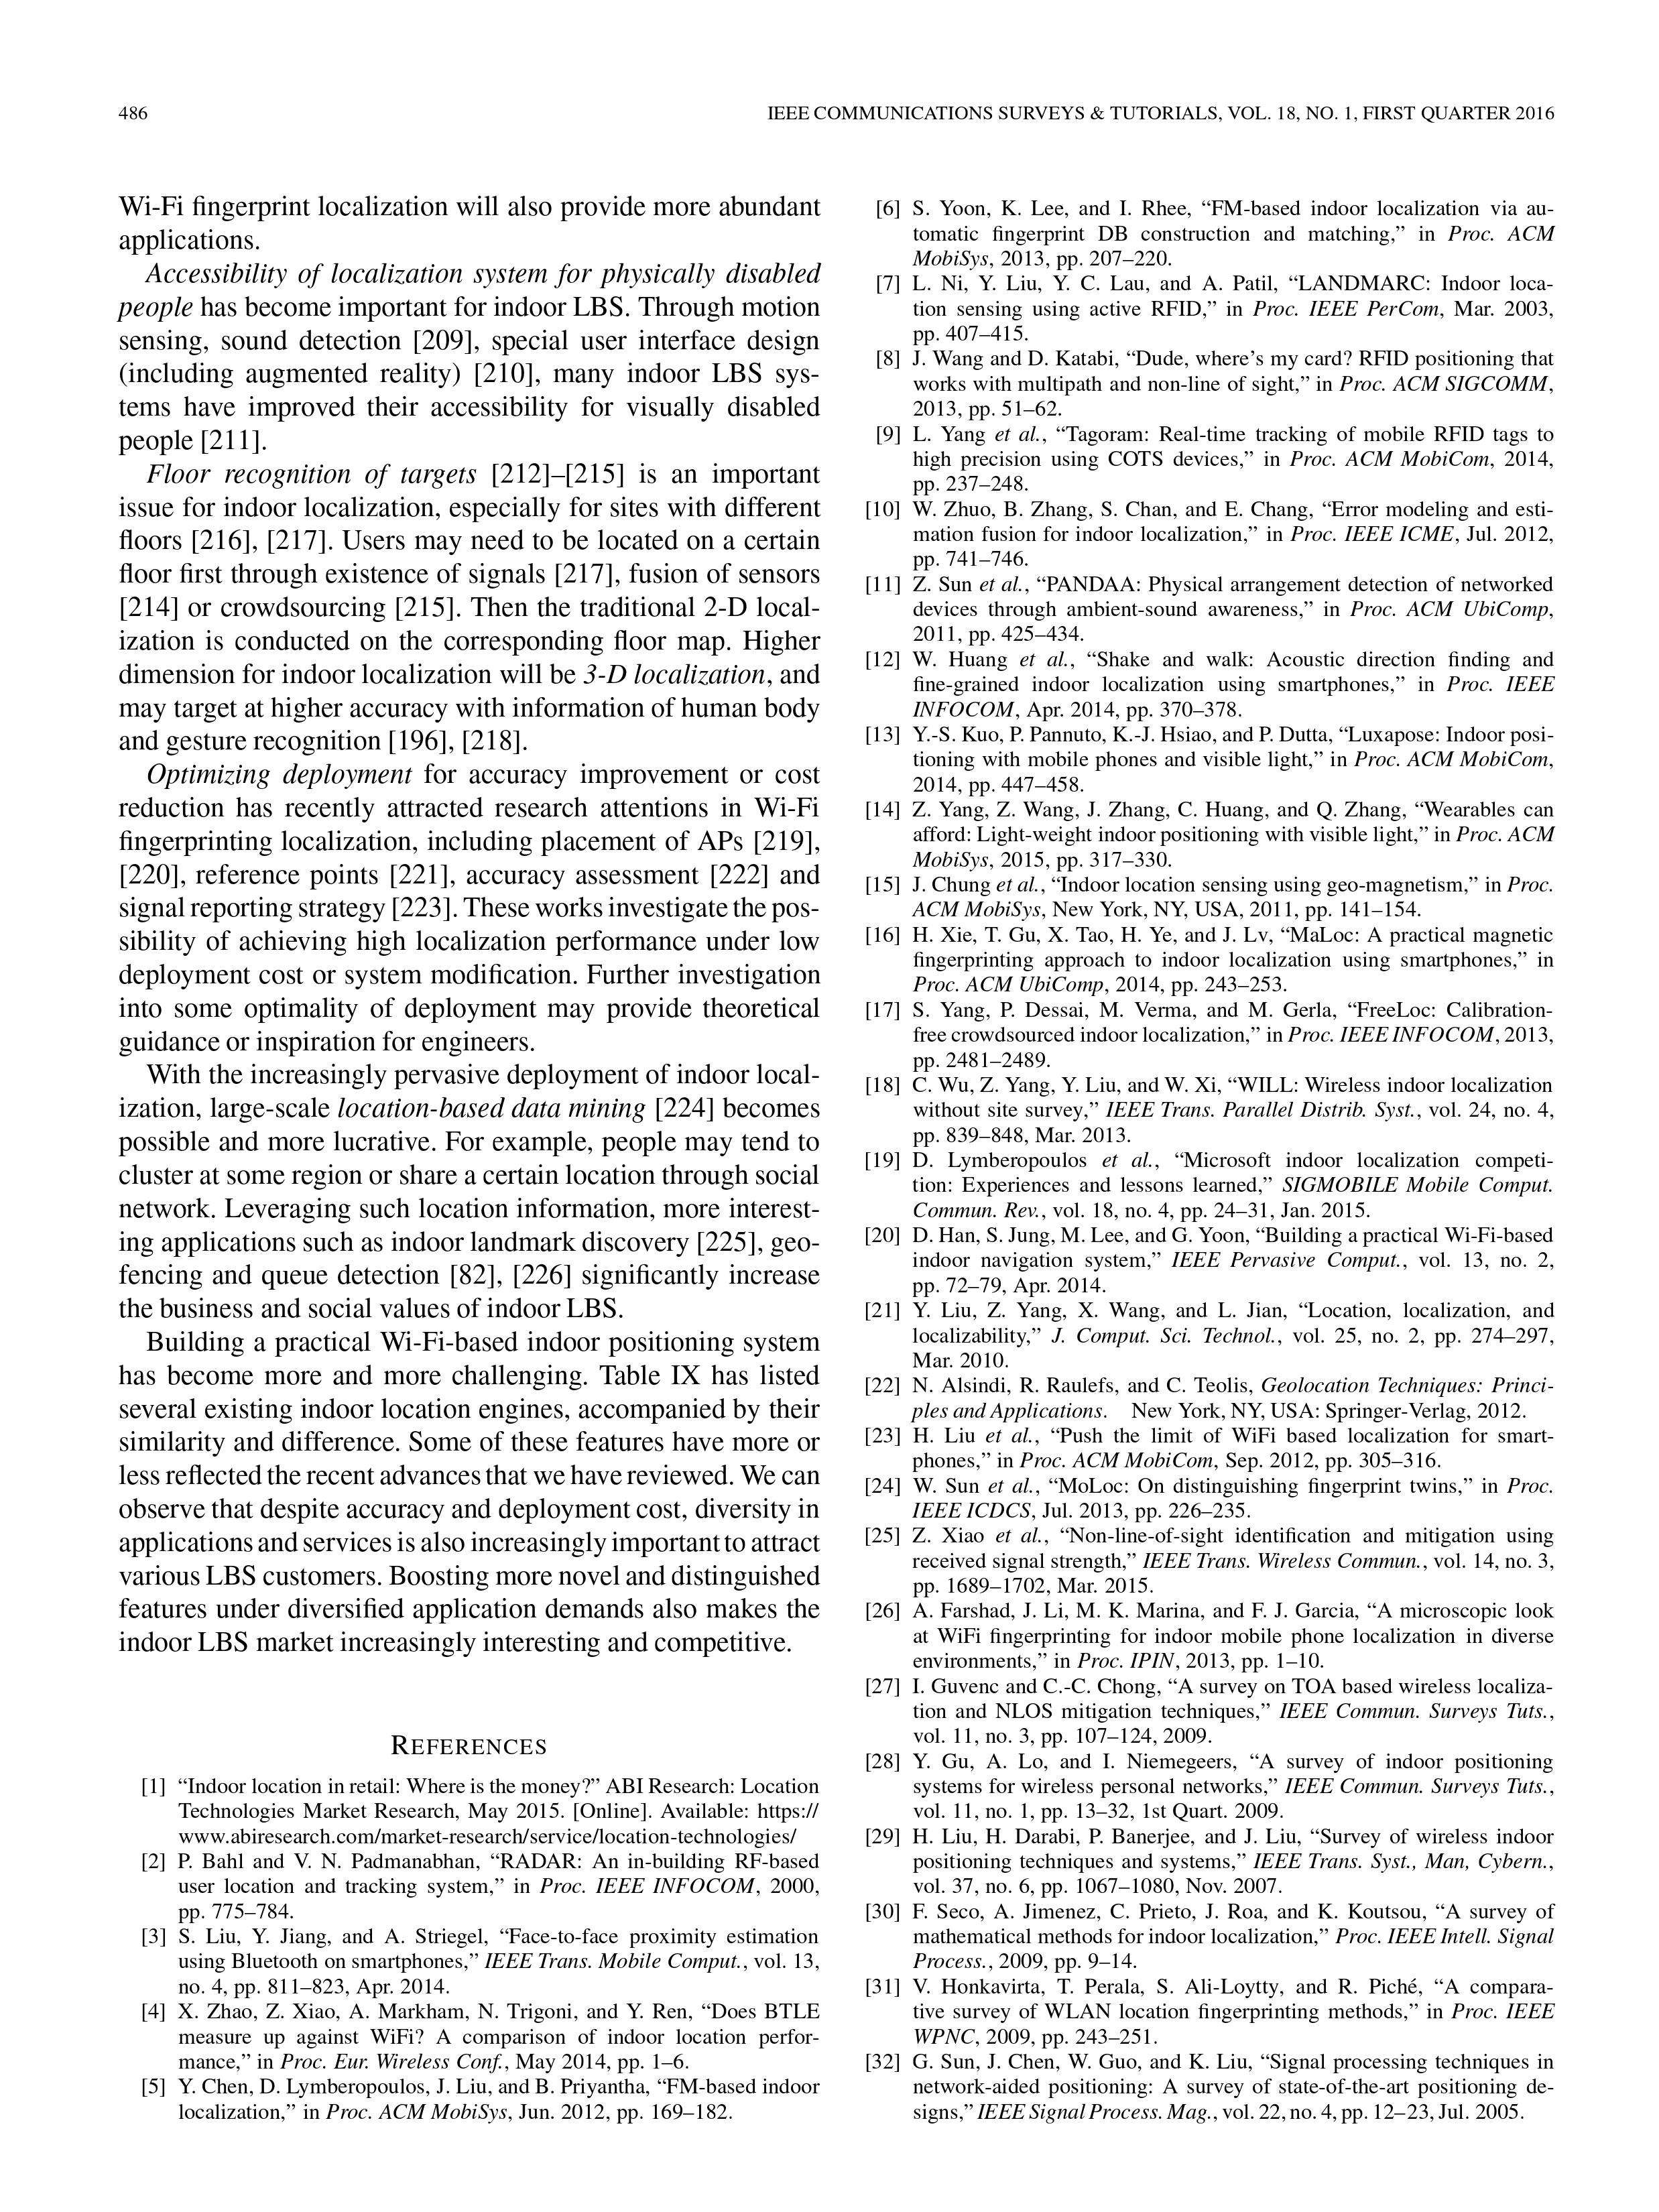 486
IEEE COMMUNICATIONS SURVEYS & TUTORIALS, VOL. 18, NO. 1, FIRST QUARTER 2016
Wi-Fi fingerprint localization will also provide more abundant
applications.
Accessibility of localization system for physically disabled
people has become important for indoor LBS. Through motion
sensing, sound detection [209], special user interface design
(including augmented reality) [210], many indoor LBS sys-
tems have improved their accessibility for visually disabled
people [211].
Floor recognition of targets [212]–[215] is an important
issue for indoor localization, especially for sites with different
floors [216], [217]. Users may need to be located on a certain
floor first through existence of signals [217], fusion of sensors
[214] or crowdsourcing [215]. Then the traditional 2-D local-
ization is conducted on the corresponding floor map. Higher
dimension for indoor localization will be 3-D localization, and
may target at higher accuracy with information of human body
and gesture recognition [196], [218].
Optimizing deployment for accuracy improvement or cost
reduction has recently attracted research attentions in Wi-Fi
fingerprinting localization, including placement of APs [219],
[220], reference points [221], accuracy assessment [222] and
signal reporting strategy [223]. These works investigate the pos-
sibility of achieving high localization performance under low
deployment cost or system modification. Further investigation
into some optimality of deployment may provide theoretical
guidance or inspiration for engineers.
With the increasingly pervasive deployment of indoor local-
ization, large-scale location-based data mining [224] becomes
possible and more lucrative. For example, people may tend to
cluster at some region or share a certain location through social
network. Leveraging such location information, more interest-
ing applications such as indoor landmark discovery [225], geo-
fencing and queue detection [82], [226] significantly increase
the business and social values of indoor LBS.
Building a practical Wi-Fi-based indoor positioning system
has become more and more challenging. Table IX has listed
several existing indoor location engines, accompanied by their
similarity and difference. Some of these features have more or
less reflected the recent advances that we have reviewed. We can
observe that despite accuracy and deployment cost, diversity in
applications and services is also increasingly important to attract
various LBS customers. Boosting more novel and distinguished
features under diversified application demands also makes the
indoor LBS market increasingly interesting and competitive.
REFERENCES
[1] “Indoor location in retail: Where is the money?” ABI Research: Location
Technologies Market Research, May 2015. [Online]. Available: https://
www.abiresearch.com/market-research/service/location-technologies/
[2] P. Bahl and V. N. Padmanabhan, “RADAR: An in-building RF-based
user location and tracking system,” in Proc. IEEE INFOCOM, 2000,
pp. 775–784.
[3] S. Liu, Y. Jiang, and A. Striegel, “Face-to-face proximity estimation
using Bluetooth on smartphones,” IEEE Trans. Mobile Comput., vol. 13,
no. 4, pp. 811–823, Apr. 2014.
[4] X. Zhao, Z. Xiao, A. Markham, N. Trigoni, and Y. Ren, “Does BTLE
measure up against WiFi? A comparison of indoor location perfor-
mance,” in Proc. Eur. Wireless Conf., May 2014, pp. 1–6.
[5] Y. Chen, D. Lymberopoulos, J. Liu, and B. Priyantha, “FM-based indoor
localization,” in Proc. ACM MobiSys, Jun. 2012, pp. 169–182.
[6] S. Yoon, K. Lee, and I. Rhee, “FM-based indoor localization via au-
tomatic fingerprint DB construction and matching,” in Proc. ACM
MobiSys, 2013, pp. 207–220.
[7] L. Ni, Y. Liu, Y. C. Lau, and A. Patil, “LANDMARC: Indoor loca-
tion sensing using active RFID,” in Proc. IEEE PerCom, Mar. 2003,
pp. 407–415.
[8] J. Wang and D. Katabi, “Dude, where’s my card? RFID positioning that
works with multipath and non-line of sight,” in Proc. ACM SIGCOMM,
2013, pp. 51–62.
[9] L. Yang et al., “Tagoram: Real-time tracking of mobile RFID tags to
high precision using COTS devices,” in Proc. ACM MobiCom, 2014,
pp. 237–248.
[10] W. Zhuo, B. Zhang, S. Chan, and E. Chang, “Error modeling and esti-
mation fusion for indoor localization,” in Proc. IEEE ICME, Jul. 2012,
pp. 741–746.
[11] Z. Sun et al., “PANDAA: Physical arrangement detection of networked
devices through ambient-sound awareness,” in Proc. ACM UbiComp,
2011, pp. 425–434.
[12] W. Huang et al., “Shake and walk: Acoustic direction finding and
fine-grained indoor localization using smartphones,” in Proc. IEEE
INFOCOM, Apr. 2014, pp. 370–378.
[13] Y.-S. Kuo, P. Pannuto, K.-J. Hsiao, and P. Dutta, “Luxapose: Indoor posi-
tioning with mobile phones and visible light,” in Proc. ACM MobiCom,
2014, pp. 447–458.
[14] Z. Yang, Z. Wang, J. Zhang, C. Huang, and Q. Zhang, “Wearables can
afford: Light-weight indoor positioning with visible light,” in Proc. ACM
MobiSys, 2015, pp. 317–330.
[15] J. Chung et al., “Indoor location sensing using geo-magnetism,” in Proc.
ACM MobiSys, New York, NY, USA, 2011, pp. 141–154.
[16] H. Xie, T. Gu, X. Tao, H. Ye, and J. Lv, “MaLoc: A practical magnetic
fingerprinting approach to indoor localization using smartphones,” in
Proc. ACM UbiComp, 2014, pp. 243–253.
[17] S. Yang, P. Dessai, M. Verma, and M. Gerla, “FreeLoc: Calibration-
free crowdsourced indoor localization,” in Proc. IEEE INFOCOM, 2013,
pp. 2481–2489.
[18] C. Wu, Z. Yang, Y. Liu, and W. Xi, “WILL: Wireless indoor localization
without site survey,” IEEE Trans. Parallel Distrib. Syst., vol. 24, no. 4,
pp. 839–848, Mar. 2013.
[19] D. Lymberopoulos et al., “Microsoft indoor localization competi-
tion: Experiences and lessons learned,” SIGMOBILE Mobile Comput.
Commun. Rev., vol. 18, no. 4, pp. 24–31, Jan. 2015.
[20] D. Han, S. Jung, M. Lee, and G. Yoon, “Building a practical Wi-Fi-based
indoor navigation system,” IEEE Pervasive Comput., vol. 13, no. 2,
pp. 72–79, Apr. 2014.
[21] Y. Liu, Z. Yang, X. Wang, and L. Jian, “Location, localization, and
localizability,” J. Comput. Sci. Technol., vol. 25, no. 2, pp. 274–297,
Mar. 2010.
[22] N. Alsindi, R. Raulefs, and C. Teolis, Geolocation Techniques: Princi-
ples and Applications. New York, NY, USA: Springer-Verlag, 2012.
[23] H. Liu et al., “Push the limit of WiFi based localization for smart-
phones,” in Proc. ACM MobiCom, Sep. 2012, pp. 305–316.
[24] W. Sun et al., “MoLoc: On distinguishing fingerprint twins,” in Proc.
IEEE ICDCS, Jul. 2013, pp. 226–235.
[25] Z. Xiao et al., “Non-line-of-sight identification and mitigation using
received signal strength,” IEEE Trans. Wireless Commun., vol. 14, no. 3,
pp. 1689–1702, Mar. 2015.
[26] A. Farshad, J. Li, M. K. Marina, and F. J. Garcia, “A microscopic look
at WiFi fingerprinting for indoor mobile phone localization in diverse
environments,” in Proc. IPIN, 2013, pp. 1–10.
[27] I. Guvenc and C.-C. Chong, “A survey on TOA based wireless localiza-
tion and NLOS mitigation techniques,” IEEE Commun. Surveys Tuts.,
vol. 11, no. 3, pp. 107–124, 2009.
[28] Y. Gu, A. Lo, and I. Niemegeers, “A survey of indoor positioning
systems for wireless personal networks,” IEEE Commun. Surveys Tuts.,
vol. 11, no. 1, pp. 13–32, 1st Quart. 2009.
[29] H. Liu, H. Darabi, P. Banerjee, and J. Liu, “Survey of wireless indoor
positioning techniques and systems,” IEEE Trans. Syst., Man, Cybern.,
vol. 37, no. 6, pp. 1067–1080, Nov. 2007.
[30] F. Seco, A. Jimenez, C. Prieto, J. Roa, and K. Koutsou, “A survey of
mathematical methods for indoor localization,” Proc. IEEE Intell. Signal
Process., 2009, pp. 9–14.
[31] V. Honkavirta, T. Perala, S. Ali-Loytty, and R. Piché, “A compara-
tive survey of WLAN location fingerprinting methods,” in Proc. IEEE
WPNC, 2009, pp. 243–251.
[32] G. Sun, J. Chen, W. Guo, and K. Liu, “Signal processing techniques in
network-aided positioning: A survey of state-of-the-art positioning de-
signs,” IEEE Signal Process. Mag., vol. 22, no. 4, pp. 12–23, Jul. 2005.